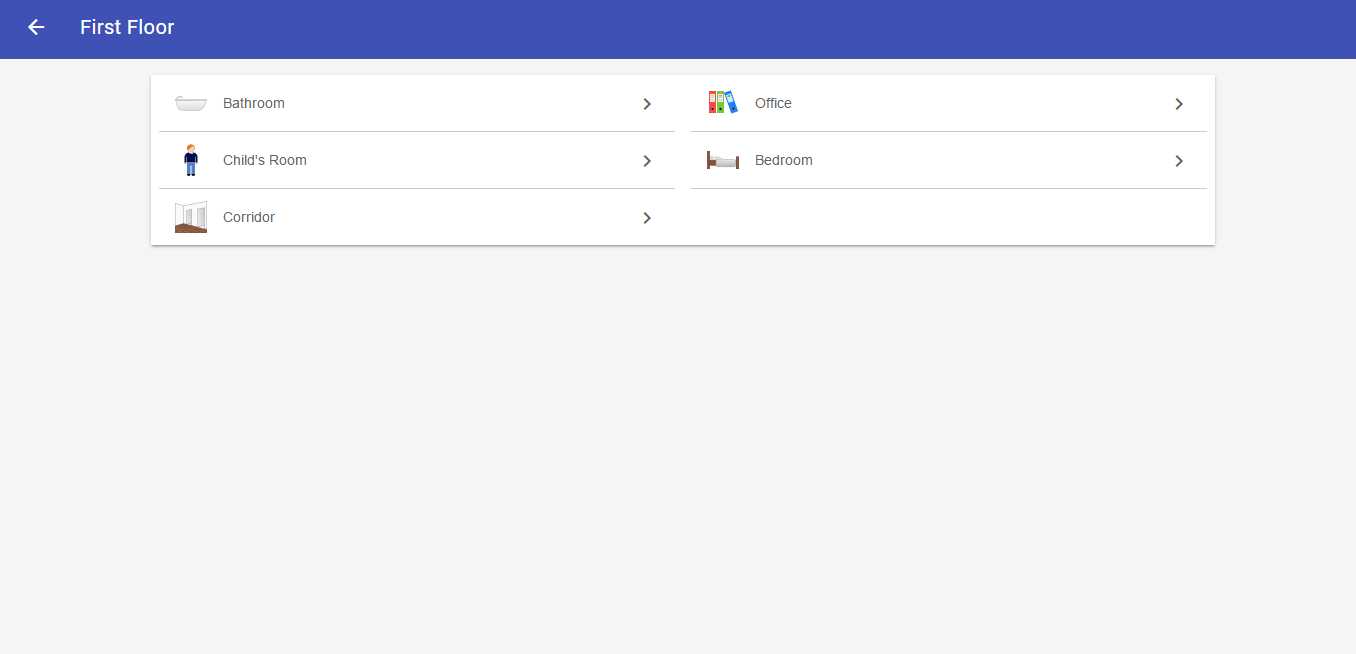 First Floor
Bathroom
Office
Child's Room
Bedroom
Corridor